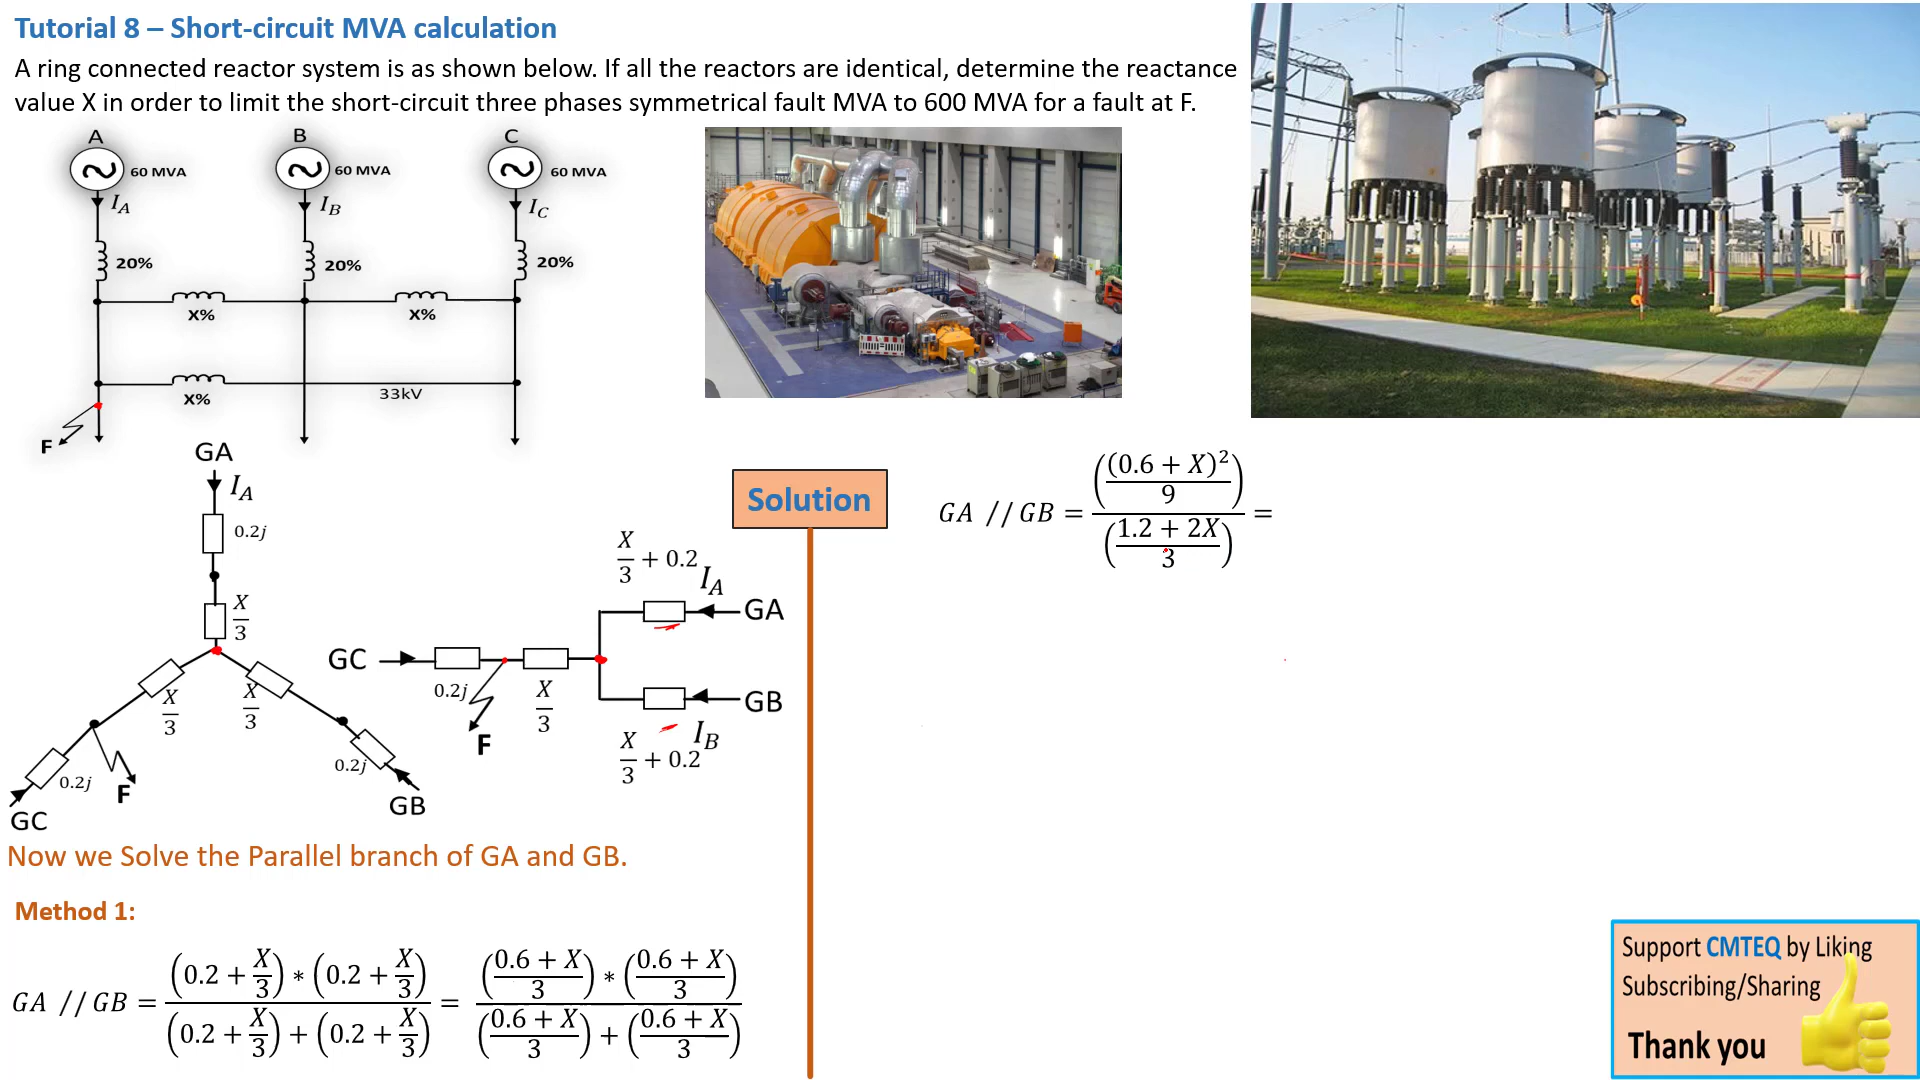 Tutorial 8 – Short-circuit MVA calculation
A ring connected reactor system is as shown below. If all the reactors are identical, determine the reactance
value X in order to limit the short-circuit three phases symmetrical fault MVA to 600 MVA for a fault at F.
A B C
60 MVA 60 MVA 60 MVA
I_A I_B I_C
20% 20% 20%
X% X%
X% 33kV
F
GA
I_A
0.2j
X/3
X/3 X/3
0.2j 0.2j
F
GC GB
X/3 + 0.2
I_A
GA
GC
0.2j X/3
F
GB
I_B
X/3 + 0.2
Now we Solve the Parallel branch of GA and GB.
Method 1:
GA // GB = ((0.2 + X/3) * (0.2 + X/3)) / ((0.2 + X/3) + (0.2 + X/3)) = (((0.6 + X)/3) * ((0.6 + X)/3)) / (((0.6 + X)/3) + ((0.6 + X)/3))
Solution
GA // GB = (((0.6 + X)²)/9) / ((1.2 + 2X)/3) =
Support CMTEQ by Liking
Subscribing/Sharing
Thank you